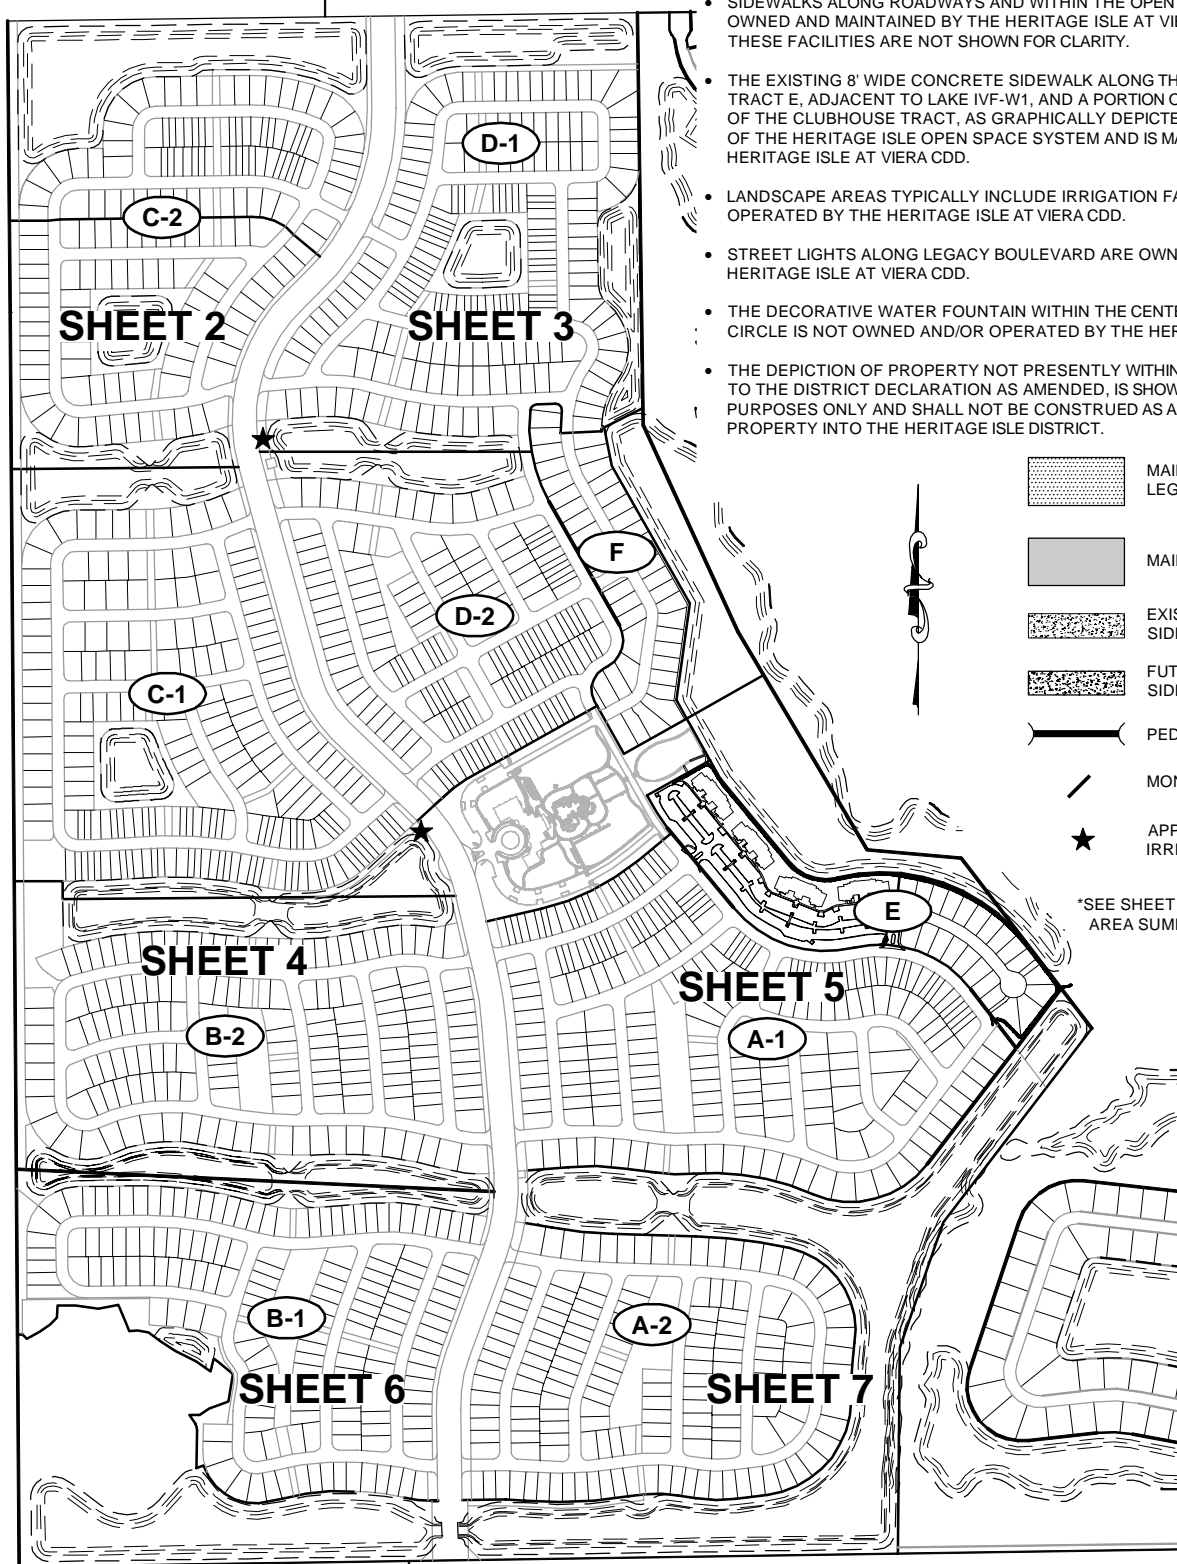 • SIDEWALKS ALONG ROADWAYS AND WITHIN THE OPEN
OWNED AND MAINTAINED BY THE HERITAGE ISLE AT VIE
THESE FACILITIES ARE NOT SHOWN FOR CLARITY.
• THE EXISTING 8' WIDE CONCRETE SIDEWALK ALONG TH
TRACT E, ADJACENT TO LAKE IVF-W1, AND A PORTION O
OF THE CLUBHOUSE TRACT, AS GRAPHICALLY DEPICTE
OF THE HERITAGE ISLE OPEN SPACE SYSTEM AND IS MA
HERITAGE ISLE AT VIERA CDD.
• LANDSCAPE AREAS TYPICALLY INCLUDE IRRIGATION FA
OPERATED BY THE HERITAGE ISLE AT VIERA CDD.
• STREET LIGHTS ALONG LEGACY BOULEVARD ARE OWN
HERITAGE ISLE AT VIERA CDD.
• THE DECORATIVE WATER FOUNTAIN WITHIN THE CENTE
CIRCLE IS NOT OWNED AND/OR OPERATED BY THE HER
• THE DEPICTION OF PROPERTY NOT PRESENTLY WITHIN
TO THE DISTRICT DECLARATION AS AMENDED, IS SHOW
PURPOSES ONLY AND SHALL NOT BE CONSTRUED AS A
PROPERTY INTO THE HERITAGE ISLE DISTRICT.
MAI
LEG
MAI
EXIS
SIDE
FUT
SIDE
PED
MON
APP
IRRI
*SEE SHEET
AREA SUM
D-1
C-2
SHEET 2
SHEET 3
F
D-2
C-1
E
SHEET 4
SHEET 5
B-2
A-1
B-1
A-2
SHEET 6
SHEET 7